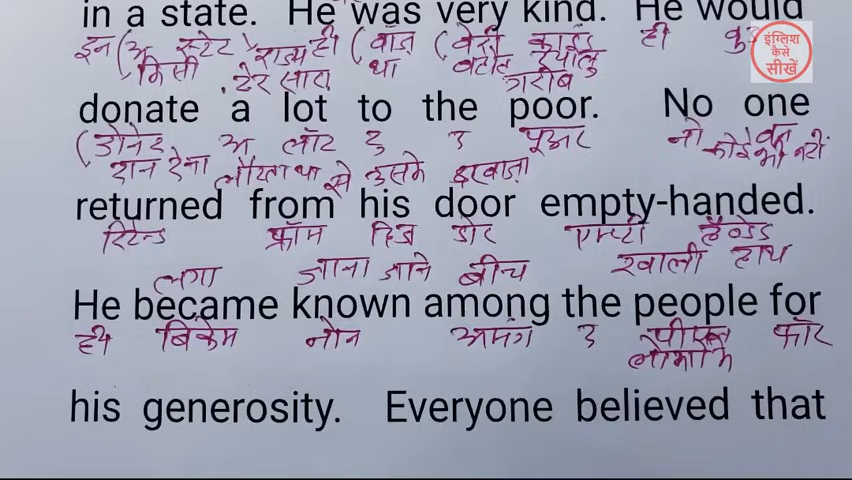 in a state. He was very kind. He would
इन (अ स्टेट) राज्य ही (वॉज़ (वेरी काइंड ही
किसी ढेर सारा था बहोत दयालु गरीब
donate a lot to the poor. No one
(डोनेट अ लॉट टु द पूअर नो वन
दान देना लौटता था से उसके दरवाज़ा कोई भी नहीं
returned from his door empty-handed.
रिटर्न्ड फ्रॉम हिज़ डोर एम्प्टी हैण्डेड
लगा जाना जाने बीच खाली हाथ
He became known among the people for
ही बिकेम नोन अमंग द पीपल फॉर
लोगों के
his generosity. Everyone believed that
इंग्लिश
कैसे
सीखें